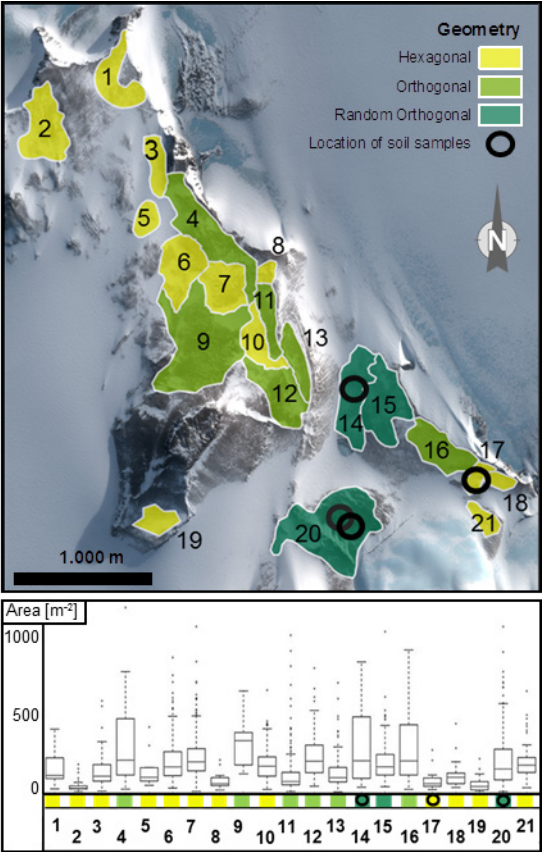 Geometry
Hexagonal
Orthogonal
Random Orthogonal
Location of soil samples
N
1
2
3
4
5
6
7
8
9
10
11
12
13
14
15
16
17
18
19
20
21
1.000 m
Area [m-2]
1000
500
0
1 2 3 4 5 6 7 8 9 10 11 12 13 14 15 16 17 18 19 20 21